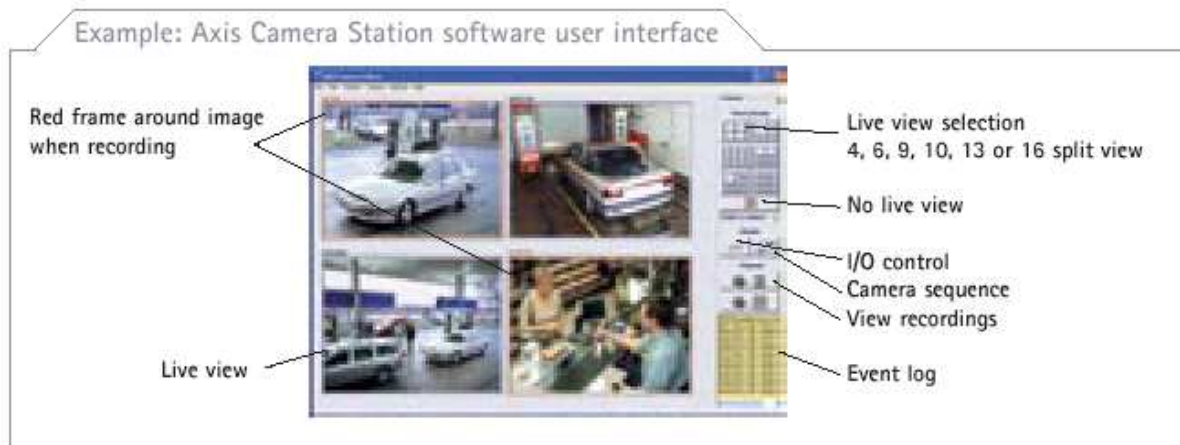 Example: Axis Camera Station software user interface
Red frame around image
when recording
Live view
Live view selection
4, 6, 9, 10, 13 or 16 split view
No live view
I/O control
Camera sequence
View recordings
Event log